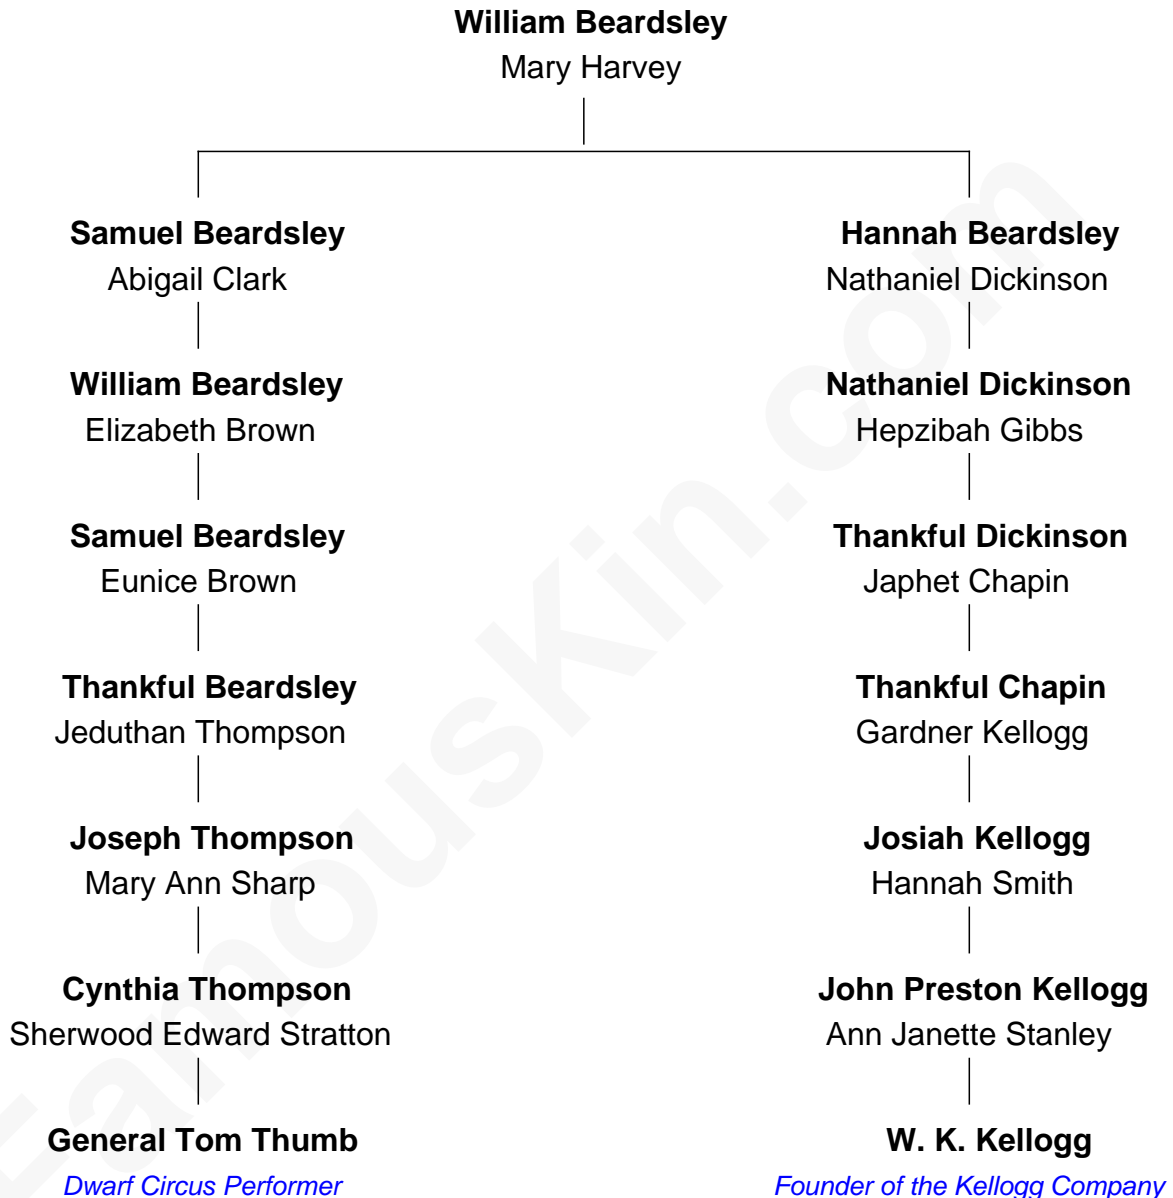 William Beardsley
Mary Harvey
Samuel Beardsley
Abigail Clark
Hannah Beardsley
Nathaniel Dickinson
William Beardsley
Elizabeth Brown
Nathaniel Dickinson
Hepzibah Gibbs
Samuel Beardsley
Eunice Brown
Thankful Dickinson
Japhet Chapin
Thankful Beardsley
Jeduthan Thompson
Thankful Chapin
Gardner Kellogg
Joseph Thompson
Mary Ann Sharp
Josiah Kellogg
Hannah Smith
Cynthia Thompson
Sherwood Edward Stratton
John Preston Kellogg
Ann Janette Stanley
General Tom Thumb
Dwarf Circus Performer
W. K. Kellogg
Founder of the Kellogg Company
FamousKin.com